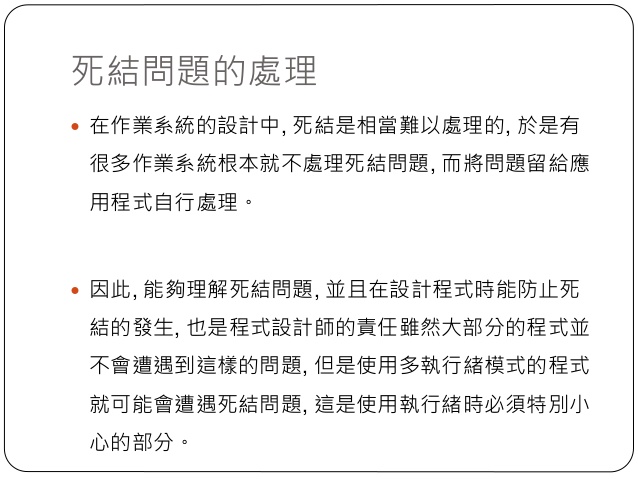 死結問題的處理
• 在作業系統的設計中, 死結是相當難以處理的, 於是有
很多作業系統根本就不處理死結問題, 而將問題留給應
用程式自行處理。
• 因此, 能夠理解死結問題, 並且在設計程式時能防止死
結的發生, 也是程式設計師的責任雖然大部分的程式並
不會遭遇到這樣的問題, 但是使用多執行緒模式的程式
就可能會遭遇死結問題, 這是使用執行緒時必須特別小
心的部分。